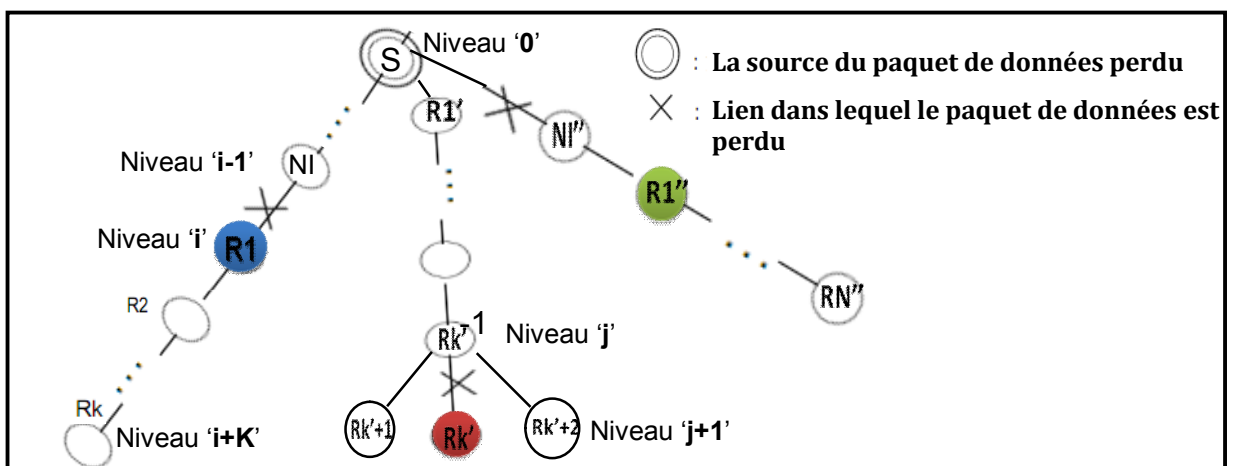 Niveau ‘0’
S
: La source du paquet de données perdu
R1’
: Lien dans lequel le paquet de données est
perdu
NI’’
Niveau ‘i-1’
NI
R1’’
Niveau ‘i’
R1
R2
RN’’
Rk’-1
Niveau ‘j’
Rk
Niveau ‘i+K’
Rk’+1
Rk’
Rk’+2
Niveau ‘j+1’